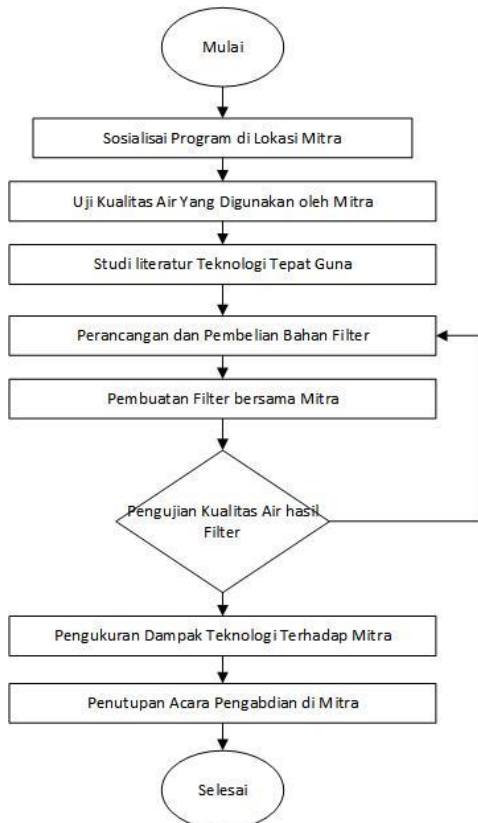 Mulai
Sosialisai Program di Lokasi Mitra
Uji Kualitas Air Yang Digunakan oleh Mitra
Studi literatur Teknologi Tepat Guna
Perancangan dan Pembelian Bahan Filter
Pembuatan Filter bersama Mitra
Pengujian Kualitas Air hasil
Filter
Pengukuran Dampak Teknologi Terhadap Mitra
Penutupan Acara Pengabdian di Mitra
Selesai